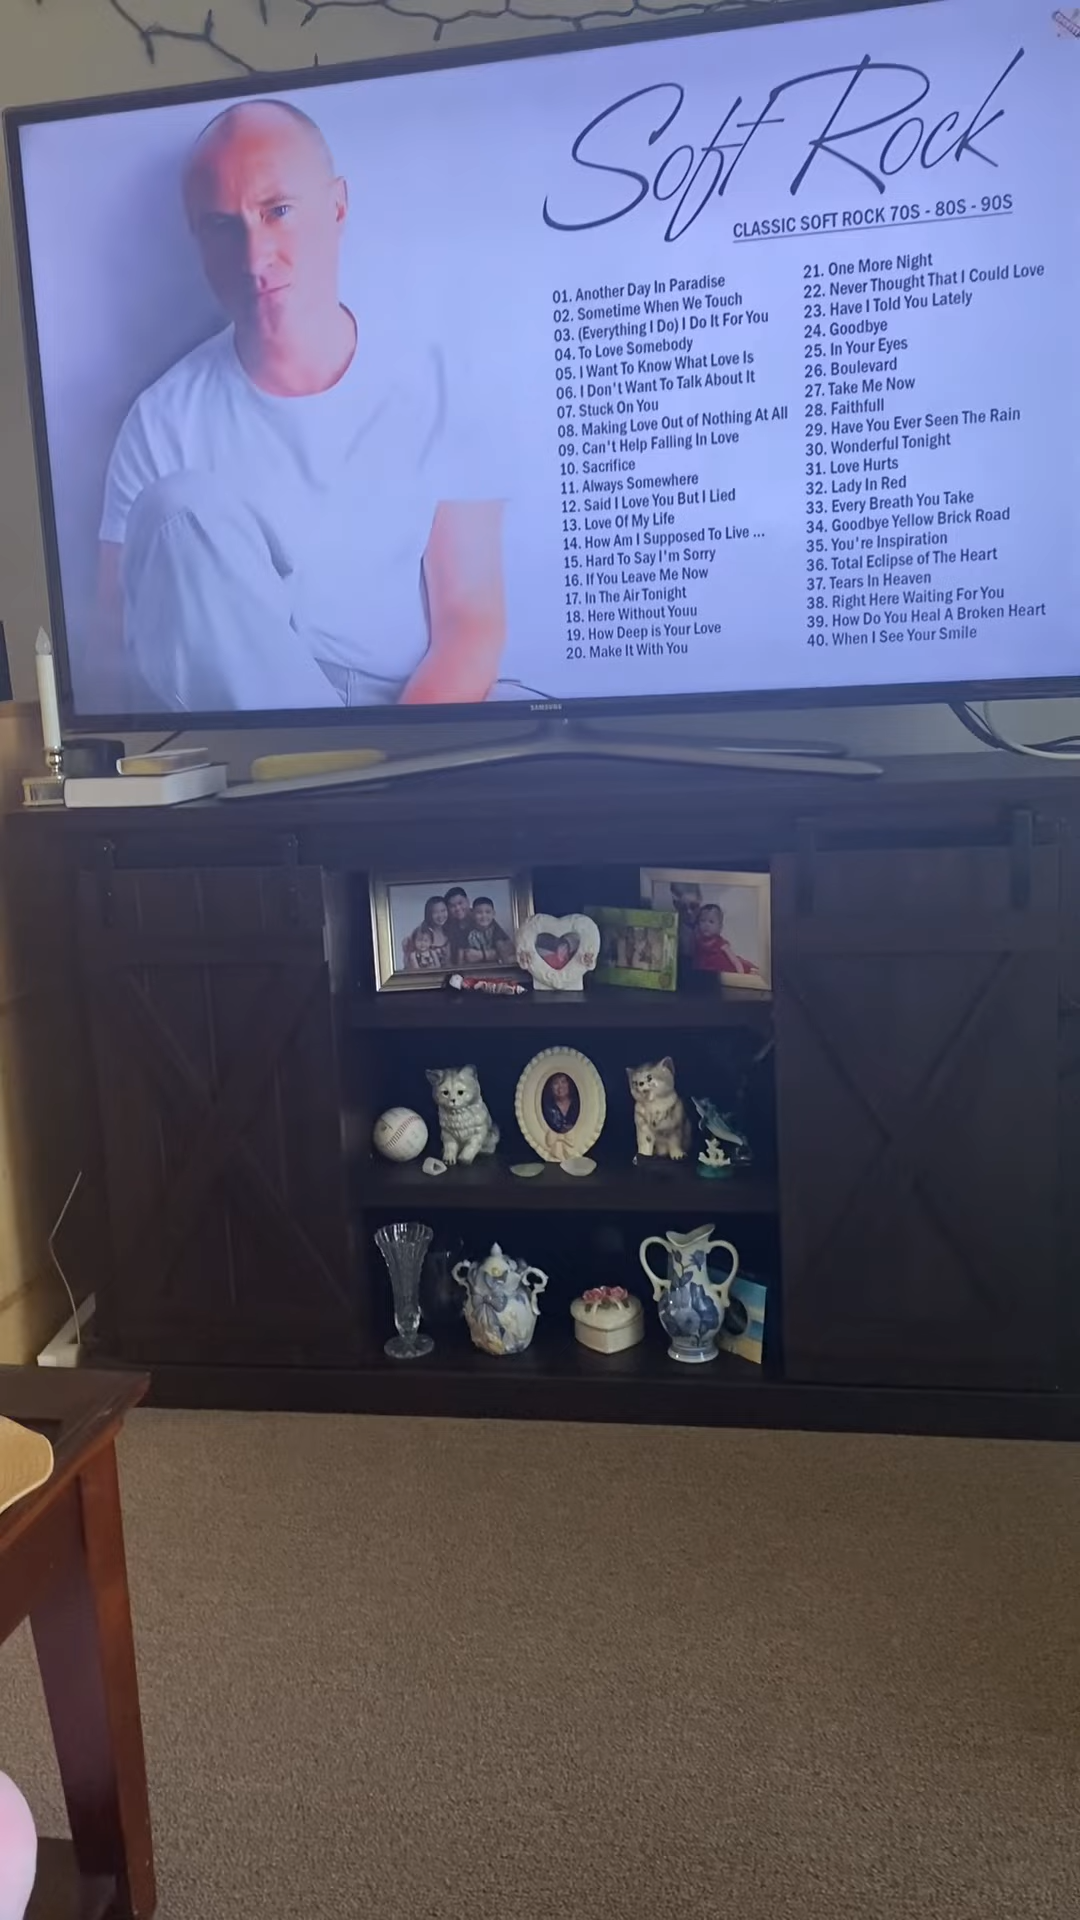 Soft Rock
CLASSIC SOFT ROCK 70S - 80S - 90S
01. Another Day In Paradise
02. Sometime When We Touch
03. (Everything I Do) I Do It For You
04. To Love Somebody
05. I Want To Know What Love Is
06. I Don't Want To Talk About It
07. Stuck On You
08. Making Love Out of Nothing At All
09. Can't Help Falling In Love
10. Sacrifice
11. Always Somewhere
12. Said I Love You But I Lied
13. Love Of My Life
14. How Am I Supposed To Live ...
15. Hard To Say I'm Sorry
16. If You Leave Me Now
17. In The Air Tonight
18. Here Without Youu
19. How Deep is Your Love
20. Make It With You
21. One More Night
22. Never Thought That I Could Love
23. Have I Told You Lately
24. Goodbye
25. In Your Eyes
26. Boulevard
27. Take Me Now
28. Faithfull
29. Have You Ever Seen The Rain
30. Wonderful Tonight
31. Love Hurts
32. Lady In Red
33. Every Breath You Take
34. Goodbye Yellow Brick Road
35. You're Inspiration
36. Total Eclipse of The Heart
37. Tears In Heaven
38. Right Here Waiting For You
39. How Do You Heal A Broken Heart
40. When I See Your Smile
SAMSUNG